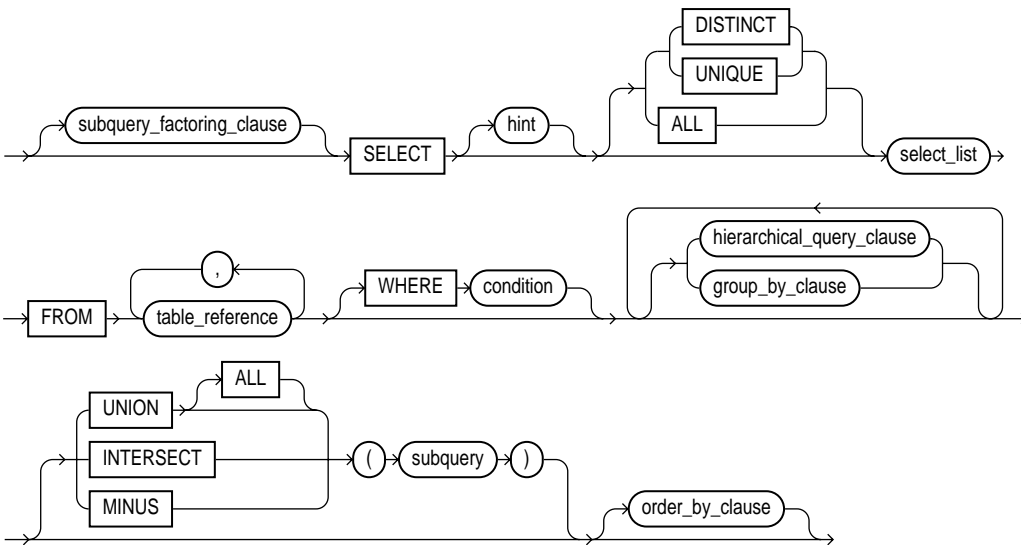 DISTINCT
UNIQUE
ALL
subquery_factoring_clause
SELECT
hint
select_list
FROM
,
table_reference
WHERE
condition
hierarchical_query_clause
group_by_clause
UNION
ALL
INTERSECT
MINUS
(
subquery
)
order_by_clause